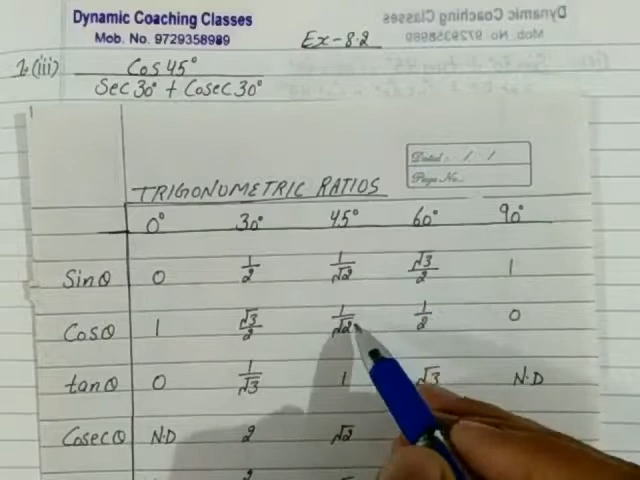 Dynamic Coaching Classes
Mob. No. 9729358989
Ex-8.2
1.(iii) Cos 45°
Sec 30° + Cosec 30°
Dated: / /
Page No.
TRIGONOMETRIC RATIOS
0° 30° 45° 60° 90°
Sinθ 0 1/2 1/√2 √3/2 1
Cosθ 1 √3/2 1/√2 1/2 0
tanθ 0 1/√3 1 √3 N.D
Cosecθ N.D 2 √2